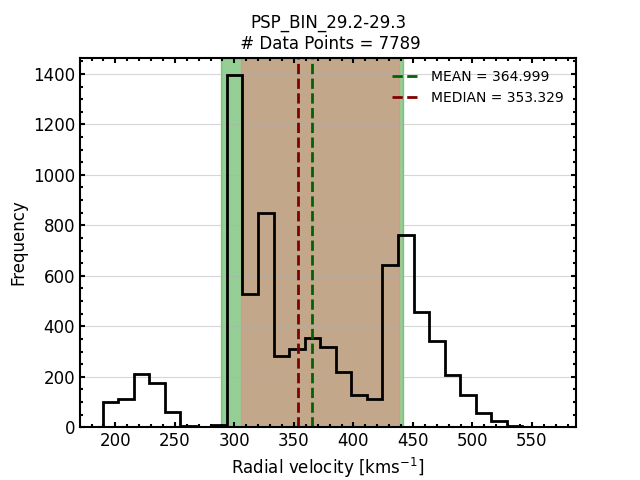 PSP_BIN_29.2-29.3
# Data Points = 7789
MEAN = 364.999
MEDIAN = 353.329
Frequency
1400
1200
1000
800
600
400
200
0
200 250 300 350 400 450 500 550
Radial velocity [kms⁻¹]